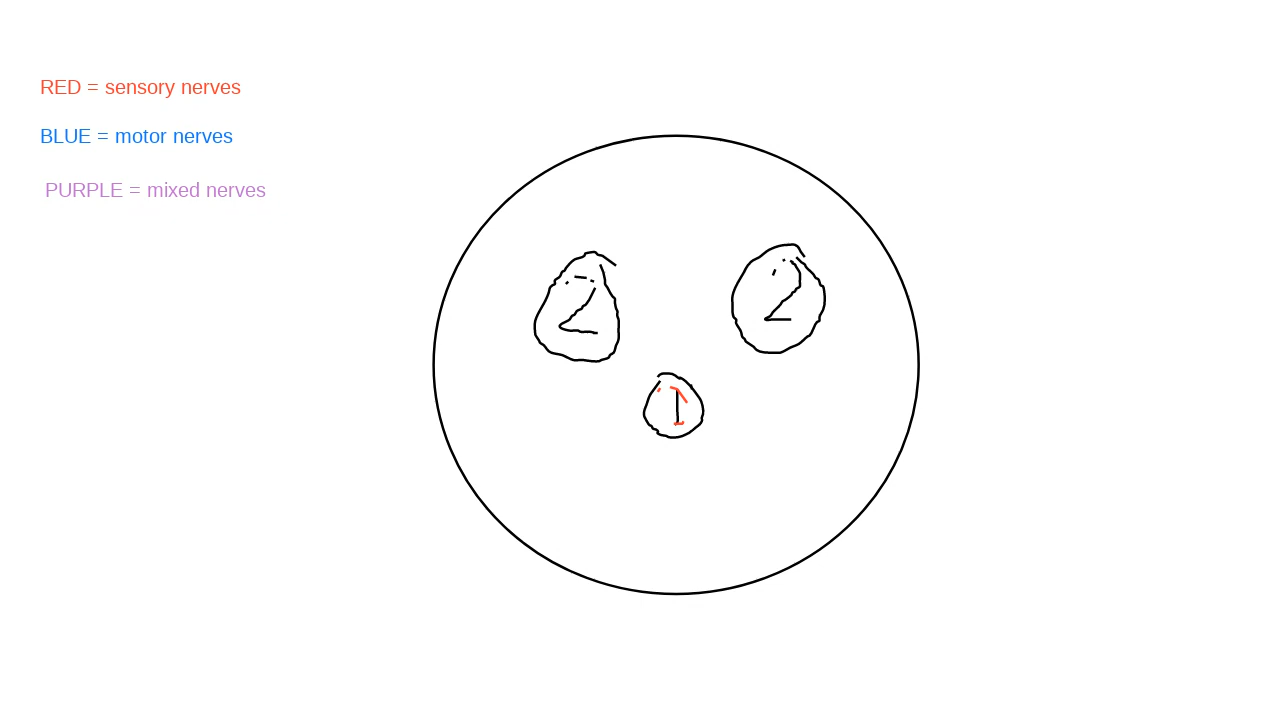 RED = sensory nerves
BLUE = motor nerves
PURPLE = mixed nerves
2 2
1